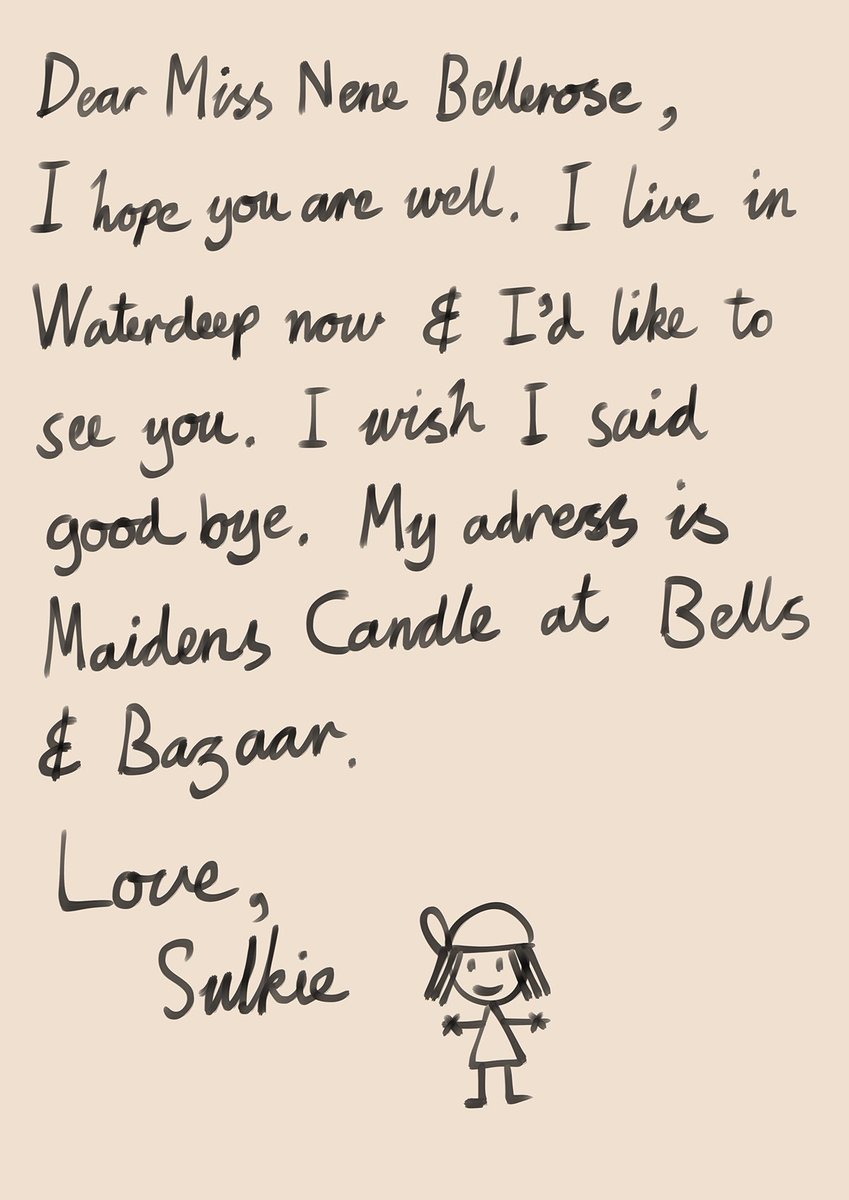 Dear Miss Nene Bellerose,
I hope you are well. I live in
Waterdeep now & I'd like to
see you. I wish I said
good bye. My adress is
Maidens Candle at Bells
& Bazaar.
Love,
Sulkie